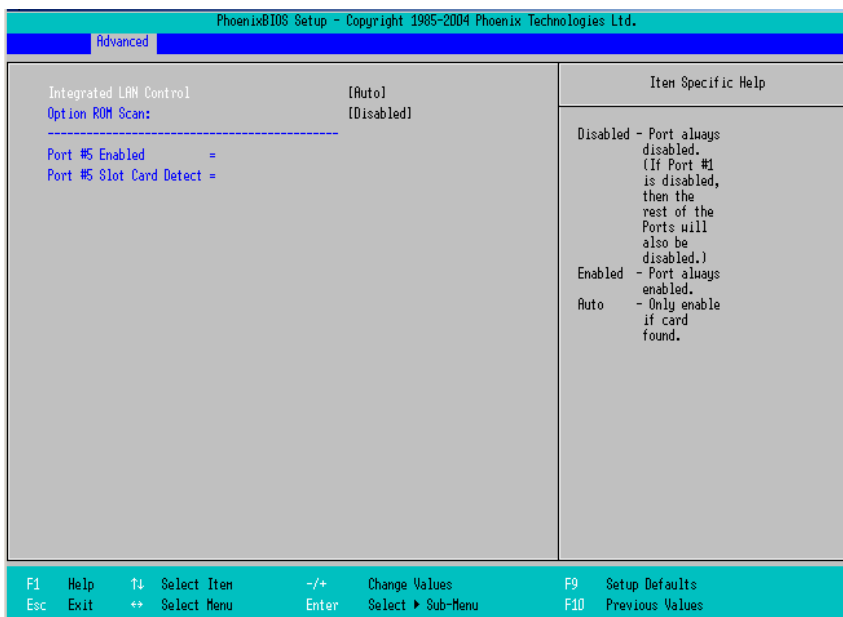 PhoenixBIOS Setup - Copyright 1985-2004 Phoenix Technologies Ltd.
Advanced
Integrated LAN Control [Auto]
Option ROM Scan: [Disabled]
--------------------------------------------
Port #5 Enabled =
Port #5 Slot Card Detect =
Item Specific Help
Disabled - Port always
disabled.
(If Port #1
is disabled,
then the
rest of the
Ports will
also be
disabled.)
Enabled - Port always
enabled.
Auto - Only enable
if card
found.
F1 Help ↑↓ Select Item -/+ Change Values F9 Setup Defaults
Esc Exit ↔ Select Menu Enter Select ▶ Sub-Menu F10 Previous Values